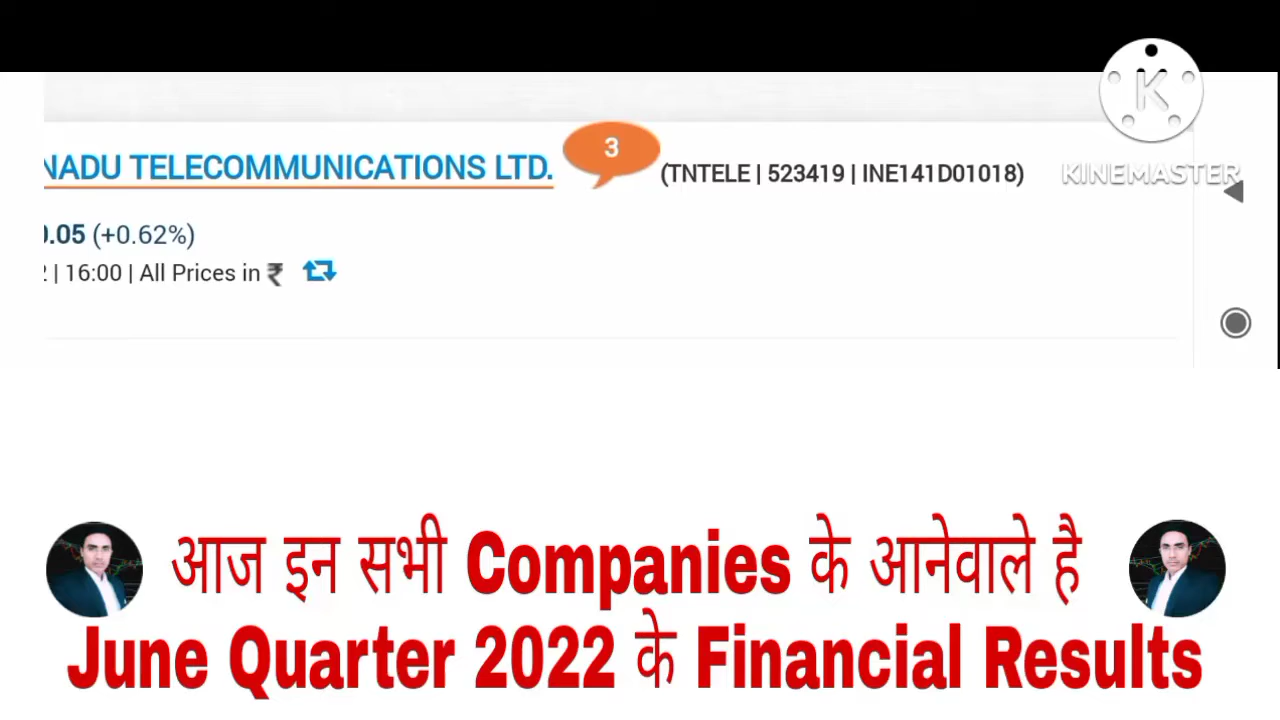 NADU TELECOMMUNICATIONS LTD. 3 (TNTELE | 523419 | INE141D01018)
K
KINEMASTER
.05 (+0.62%)
| 16:00 | All Prices in ₹
आज इन सभी Companies के आनेवाले है
June Quarter 2022 के Financial Results